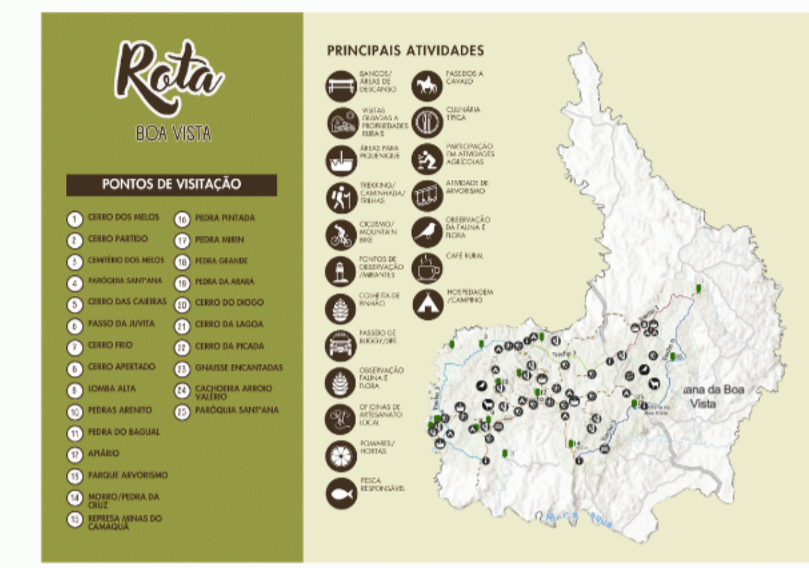 Rota
BOA VISTA
PONTOS DE VISITAÇÃO
1 CERRO DOS MELOS
2 CERRO PARTIDO
3 CEMITÉRIO DOS MELOS
4 PARÓQUIA SANT'ANA
5 CERRO DAS CAIEIRAS
6 PASSO DA JUVITA
7 CERRO FRIO
8 CERRO APERTADO
9 LOMBA ALTA
10 PEDRAS ARENITO
11 PEDRA DO BAGUAL
12 APIÁRIO
13 PARQUE ARVORISMO
14 MORRO/PEDRA DA
CRUZ
15 REPRESA MINAS DO
CAMAQUÃ
16 PEDRA PINTADA
17 PEDRA MIRIN
18 PEDRA GRANDE
19 PEDRA DA ARARÁ
20 CERRO DO DIOGO
21 CERRO DA LAGOA
22 CERRO DA PICADA
23 GNAISSE ENCANTADAS
24 CACHOEIRA ARROIO
VALÉRIO
25 PARÓQUIA SANT'ANA
PRINCIPAIS ATIVIDADES
BANCOS/
ÁREAS DE
DESCANSO
VISITAS
GUIADAS A
PROPRIEDADES
RURAIS
ÁREAS PARA
PIQUENIQUE
TREKKING/
CAMINHADA/
TRILHAS
CICLISMO/
MOUNTAIN
BIKE
PONTOS DE
OBSERVAÇÃO
/MIRANTES
COLHEITA DE
PINHÃO
PASSEIO DE
BUGGY/JIPE
OBSERVAÇÃO
FAUNA E
FLORA
OFICINAS DE
ARTESANATO
LOCAL
POMARES/
HORTAS
PESCA
RESPONSÁVEL
PASSEIOS A
CAVALO
CULINÁRIA
TÍPICA
PARTICIPAÇÃO
EM ATIVIDADES
AGRÍCOLAS
ATIVIDADE DE
ARVORISMO
OBSERVAÇÃO
DA FAUNA E
FLORA
CAFÉ RURAL
HOSPEDAGEM
/CAMPING
ana da Boa
Vista